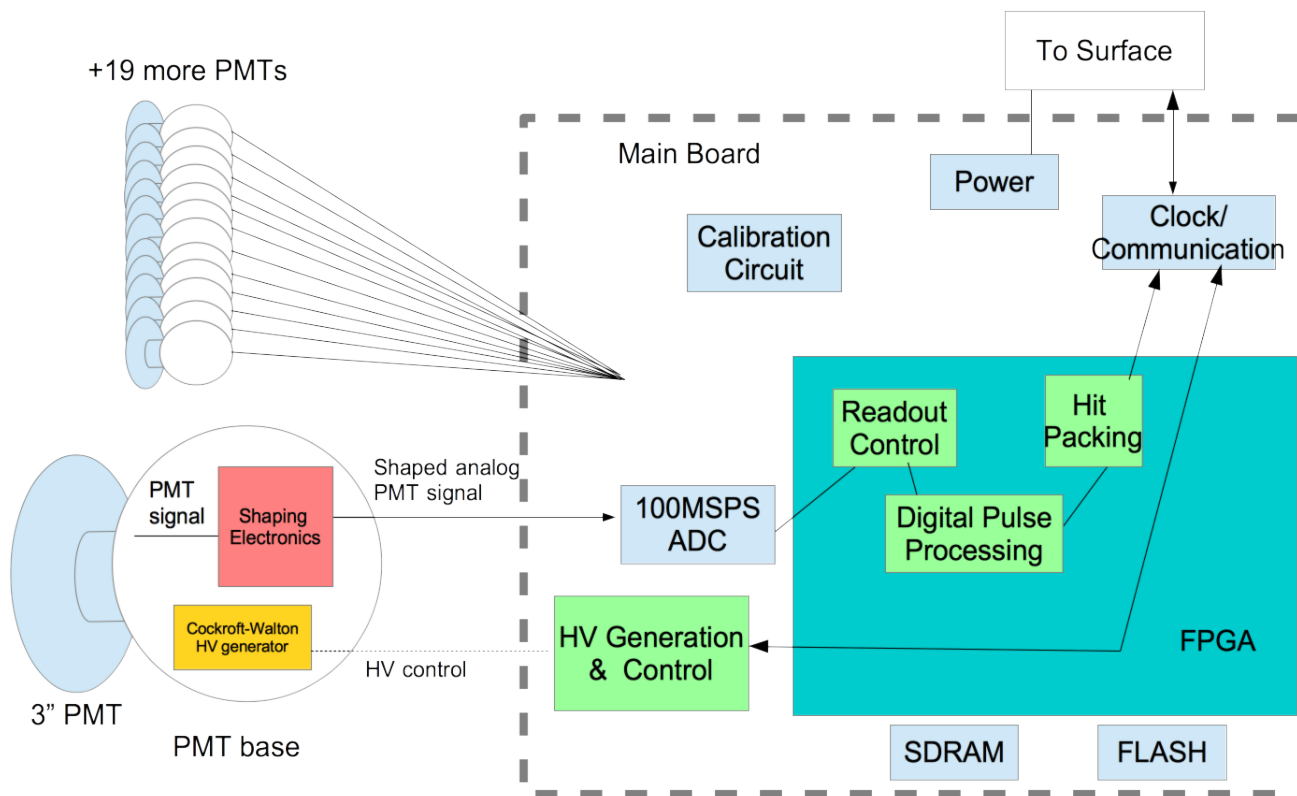 +19 more PMTs
To Surface
Main Board
Power
Calibration
Circuit
Clock/
Communication
Readout
Control
Hit
Packing
Shaped analog
PMT signal
PMT
signal
Shaping
Electronics
100MSPS
ADC
Digital Pulse
Processing
Cockroft-Walton
HV generator
HV control
HV Generation
& Control
FPGA
3” PMT
PMT base
SDRAM
FLASH